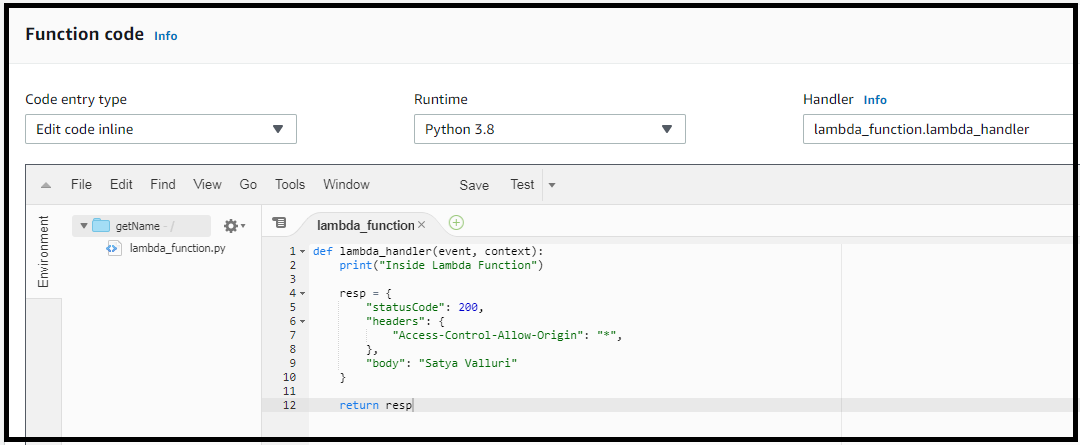 Function code Info
Code entry type Runtime Handler Info
Edit code inline Python 3.8 lambda_function.lambda_handler
File Edit Find View Go Tools Window Save Test
Environment
getName - /
lambda_function.py
lambda_function ×
1 def lambda_handler(event, context):
2     print("Inside Lambda Function")
3
4     resp = {
5         "statusCode": 200,
6         "headers": {
7             "Access-Control-Allow-Origin": "*",
8         },
9         "body": "Satya Valluri"
10     }
11
12     return resp